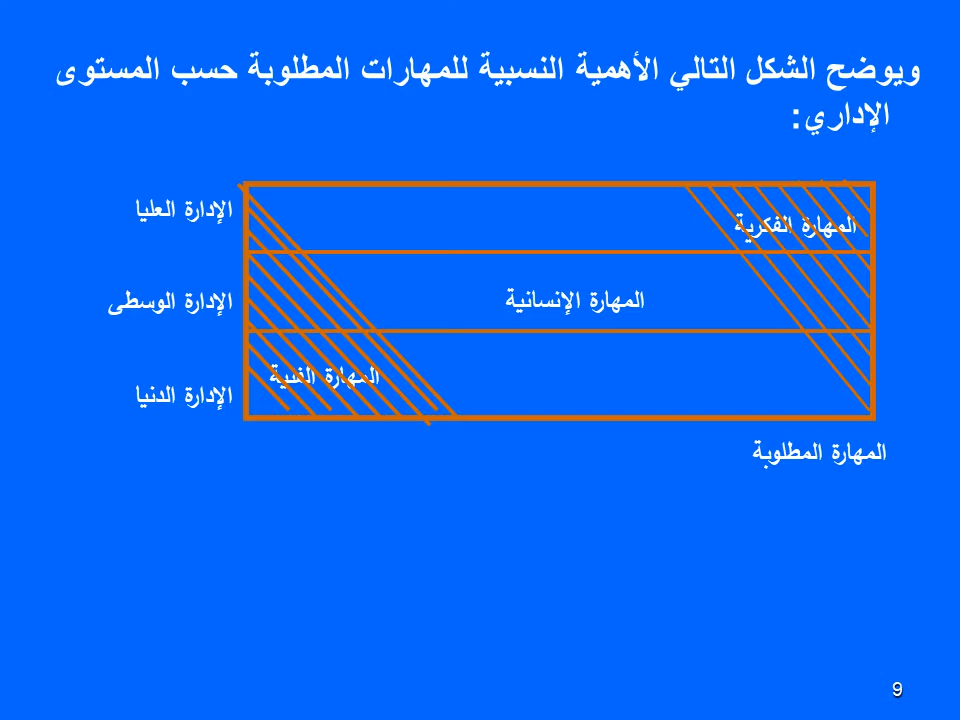 ويوضح الشكل التالي الأهمية النسبية للمهارات المطلوبة حسب المستوى
الإداري:
الإدارة العليا
المهارة الفكرية
الإدارة الوسطى
المهارة الإنسانية
المهارة الفنية
الإدارة الدنيا
المهارة المطلوبة
9